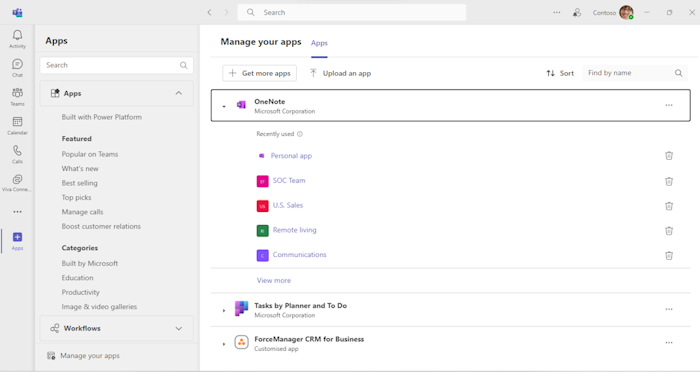 Search
Contoso
Activity
Chat
Teams
Calendar
Calls
Viva Conne...
Apps
Apps
Search
Apps
Built with Power Platform
Featured
Popular on Teams
What's new
Best selling
Top picks
Manage calls
Boost customer relations
Categories
Built by Microsoft
Education
Productivity
Image & video galleries
Workflows
Manage your apps
Manage your apps Apps
Get more apps Upload an app Sort Find by name
OneNote
Microsoft Corporation
Recently used
Personal app
SOC Team
U.S. Sales
Remote living
Communications
View more
Tasks by Planner and To Do
Microsoft Corporation
ForceManager CRM for Business
Customised app